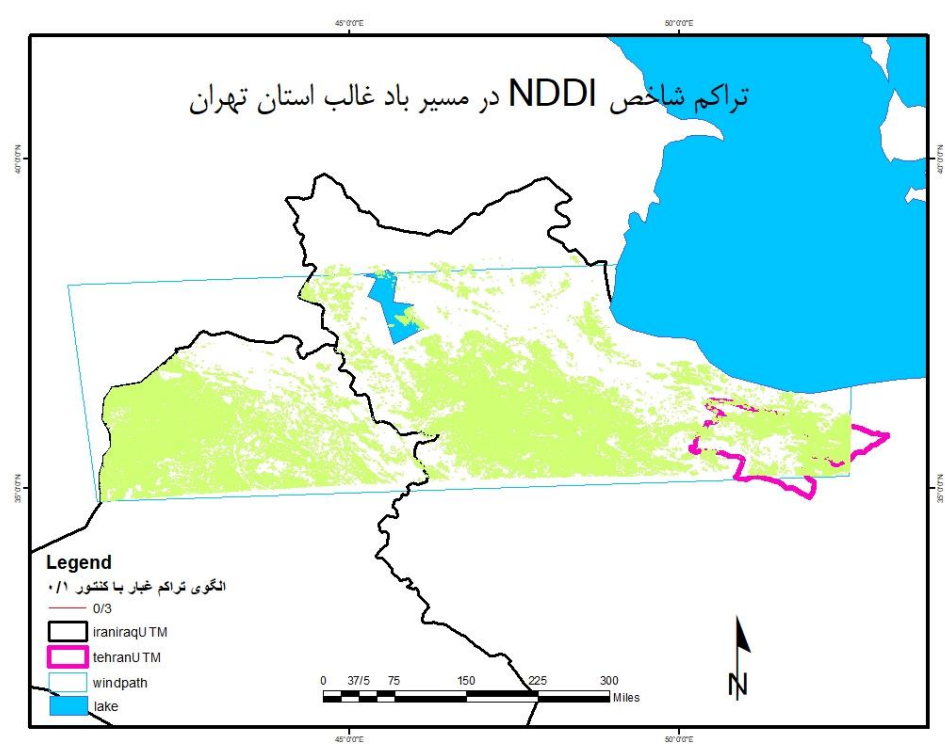 45°0'0"E 50°0'0"E
تراکم شاخص NDDI در مسیر باد غالب استان تهران
40°0'0"N 40°0'0"N
35°0'0"N 35°0'0"N
Legend
الگوی تراکم غبار با کنتور ۰/۱
0/3
iraniraqUTM
tehranUTM
windpath
lake
0 37/5 75 150 225 300
Miles
N
45°0'0"E 50°0'0"E